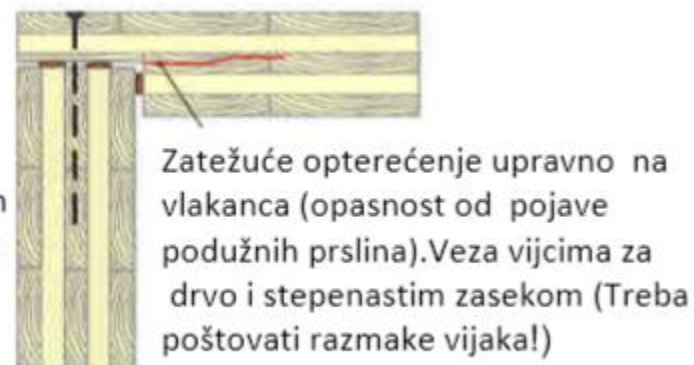 Zatežuće opterećenje upravno na
vlakanca (opasnost od pojave
podužnih prslina).Veza vijcima za
drvo i stepenastim zasekom (Treba
poštovati razmake vijaka!)